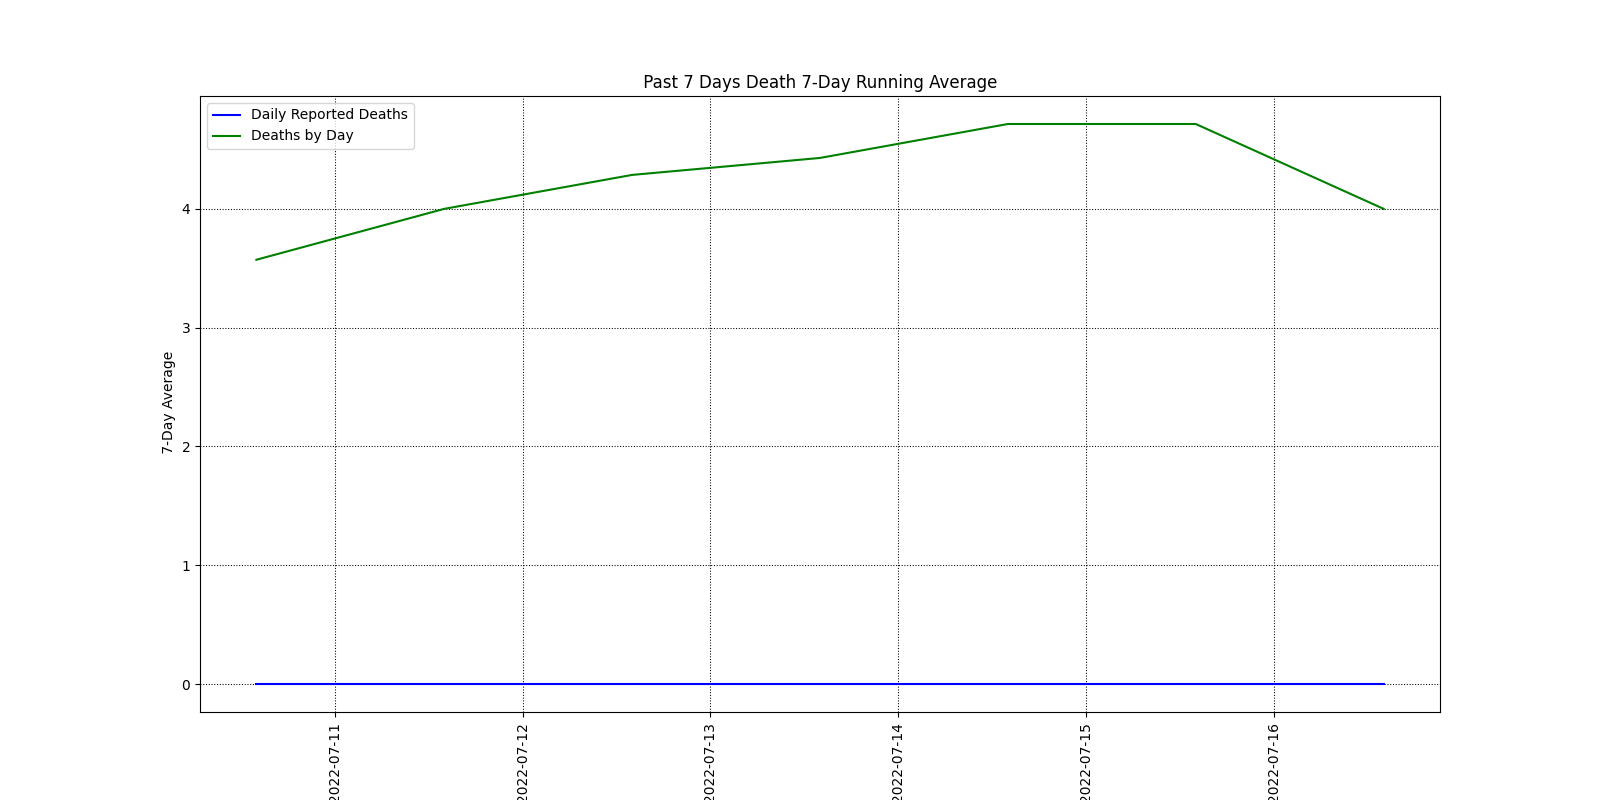 Past 7 Days Death 7-Day Running Average
Daily Reported Deaths
Deaths by Day
7-Day Average
4
3
2
1
0
2022-07-11
2022-07-12
2022-07-13
2022-07-14
2022-07-15
2022-07-16